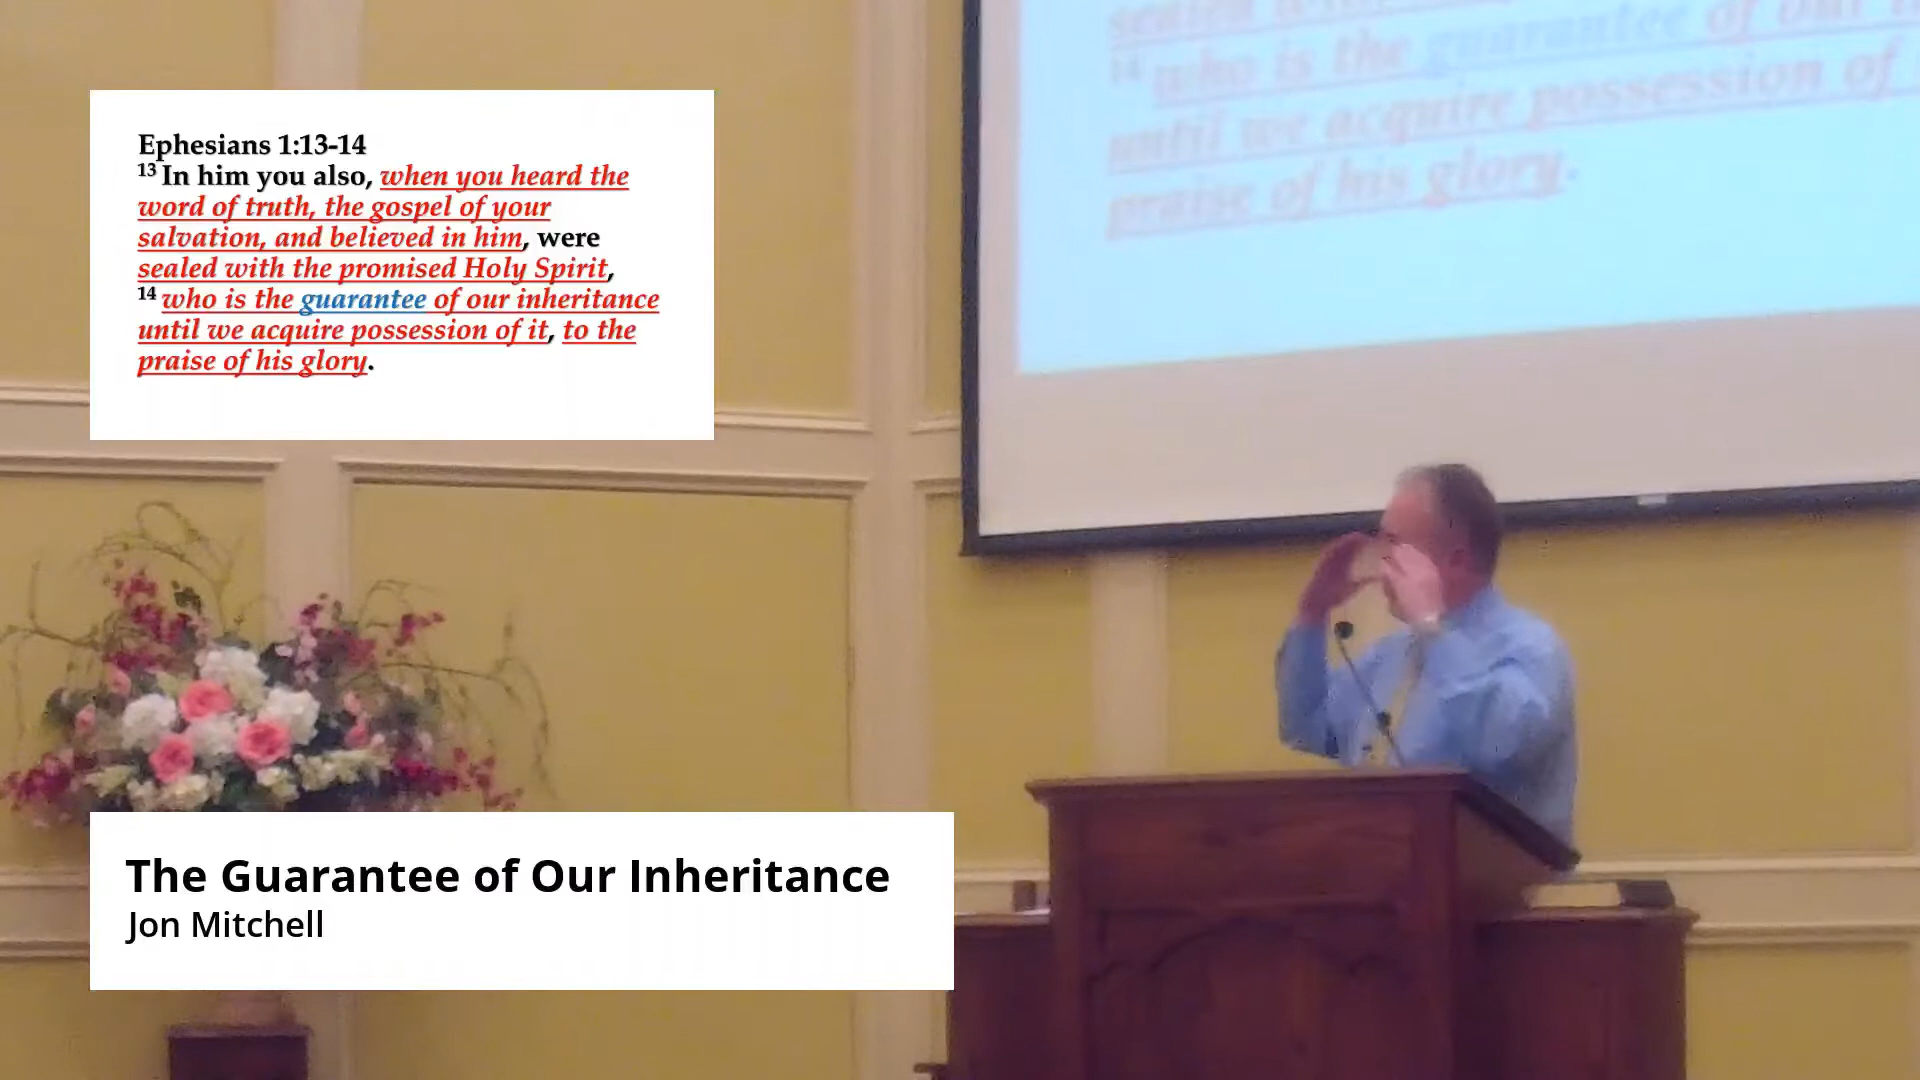 Ephesians 1:13-14
13 In him you also, when you heard the
word of truth, the gospel of your
salvation, and believed in him, were
sealed with the promised Holy Spirit,
14 who is the guarantee of our inheritance
until we acquire possession of it, to the
praise of his glory.
sealed with
14 who is the guarantee of our
until we acquire possession of
praise of his glory.
The Guarantee of Our Inheritance
Jon Mitchell